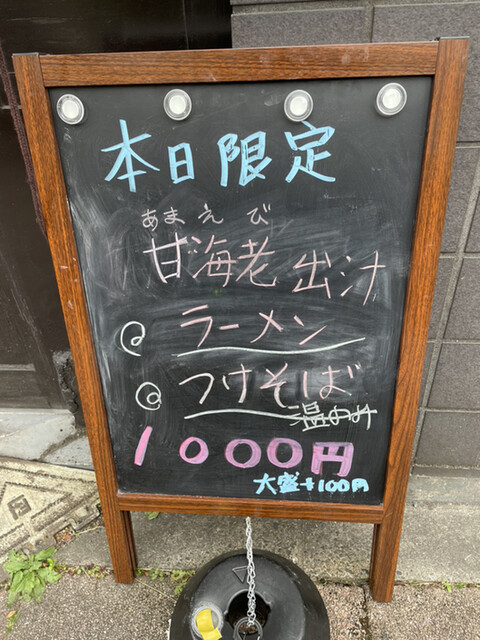 本日限定
あまえび
甘海老出汁
@ラーメン
@つけそば
温のみ
1000円
大盛+100円